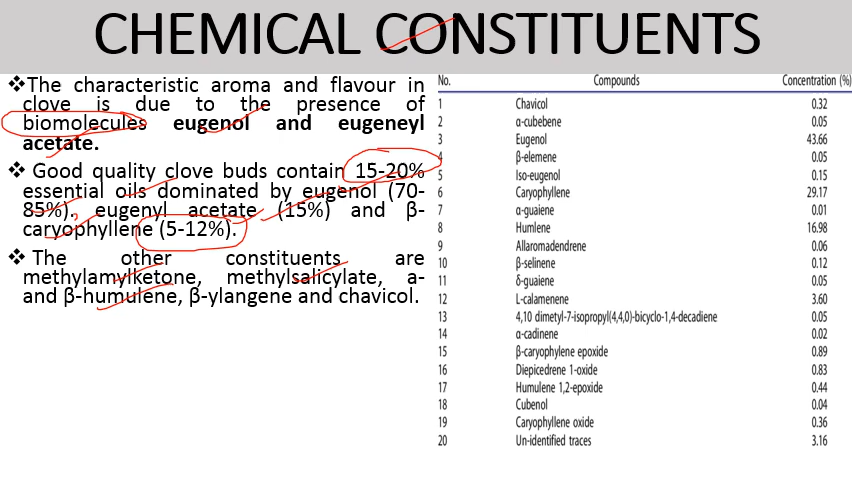 CHEMICAL CONSTITUENTS
❖The characteristic aroma and flavour in
clove is due to the presence of
biomolecules eugenol and eugeneyl
acetate.
❖ Good quality clove buds contain 15-20%
essential oils dominated by eugenol (70-
85%), eugenyl acetate (15%) and β-
caryophyllene (5-12%).
❖ The other constituents are
methylamylketone, methylsalicylate, a-
and β-humulene, β-ylangene and chavicol.
No. Compounds Concentration (%)
1 Chavicol 0.32
2 α-cubebene 0.05
3 Eugenol 43.66
4 β-elemene 0.05
5 Iso-eugenol 0.15
6 Caryophyllene 29.17
7 α-guaiene 0.01
8 Humlene 16.98
9 Allaromadendrene 0.06
10 β-selinene 0.12
11 δ-guaiene 0.05
12 L-calamenene 3.60
13 4,10 dimetyl-7-isopropyl(4,4,0)-bicyclo-1,4-decadiene 0.05
14 α-cadinene 0.02
15 β-caryophylene epoxide 0.89
16 Diepicedrene 1-oxide 0.83
17 Humulene 1,2-epoxide 0.44
18 Cubenol 0.04
19 Caryophyllene oxide 0.36
20 Un-identified traces 3.16